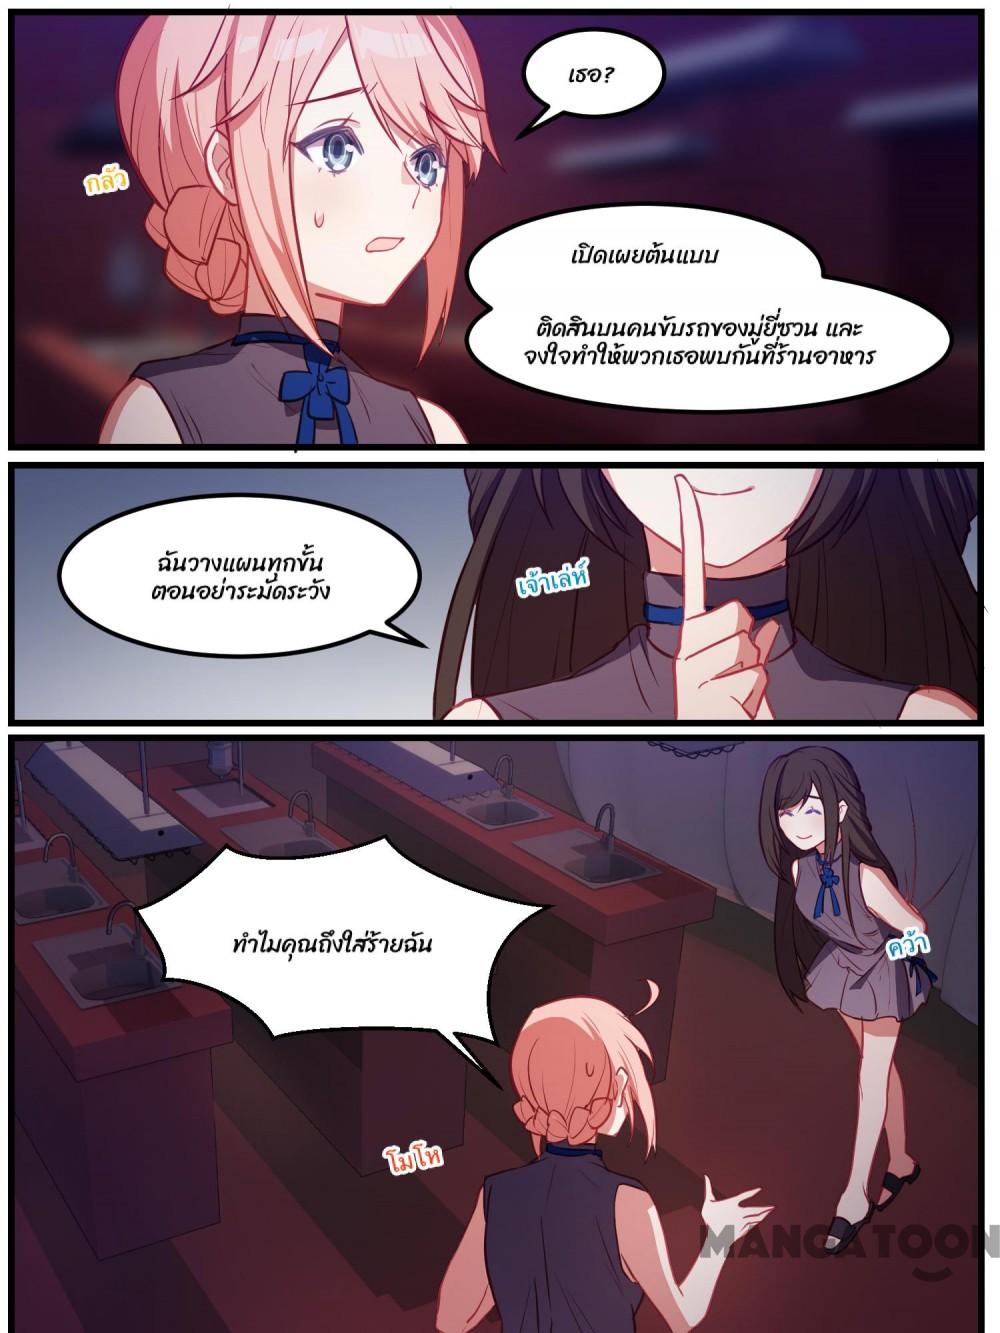 เธอ?
กลัว
เปิดเผยต้นแบบ
ติดสินบนคนขับรถของมู่ยี่ซวน และ
จงใจทำให้พวกเธอพบกันที่ร้านอาหาร
ฉันวางแผนทุกขั้น
ตอนอย่าระมัดระวัง
เจ้าเล่ห์
ทำไมคุณถึงใส่ร้ายฉัน
คว้า
โมโห
MANGATOON